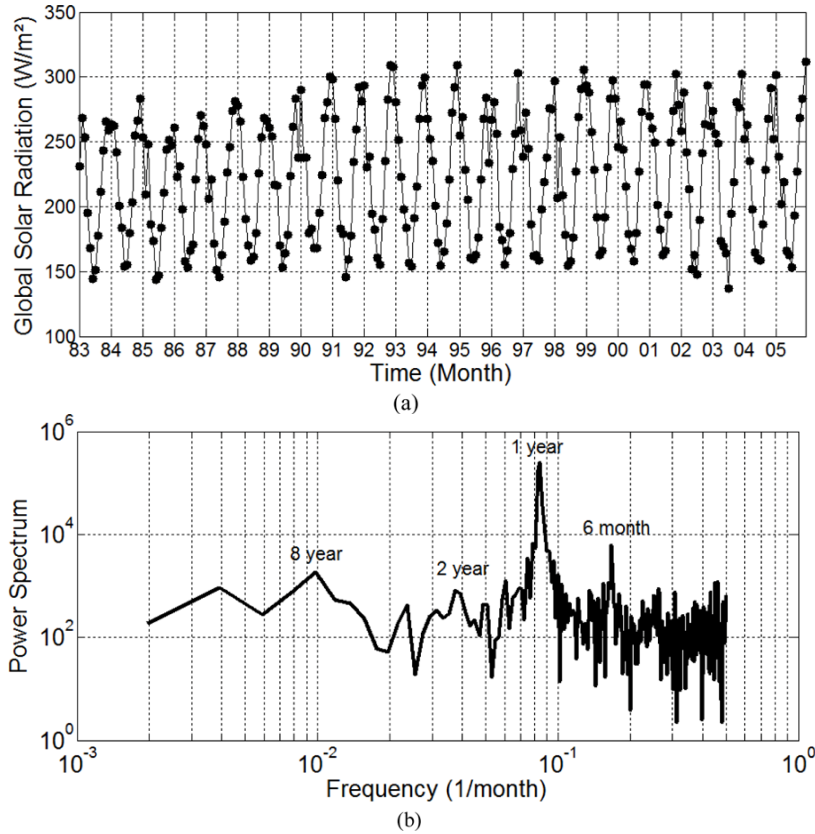 Global Solar Radiation (W/m²)
350
300
250
200
150
100
83 84 85 86 87 88 89 90 91 92 93 94 95 96 97 98 99 00 01 02 03 04 05
Time (Month)
(a)
Power Spectrum
10⁶
10⁴
10²
10⁰
1 year
6 month
8 year
2 year
10⁻³ 10⁻² 10⁻¹ 10⁰
Frequency (1/month)
(b)